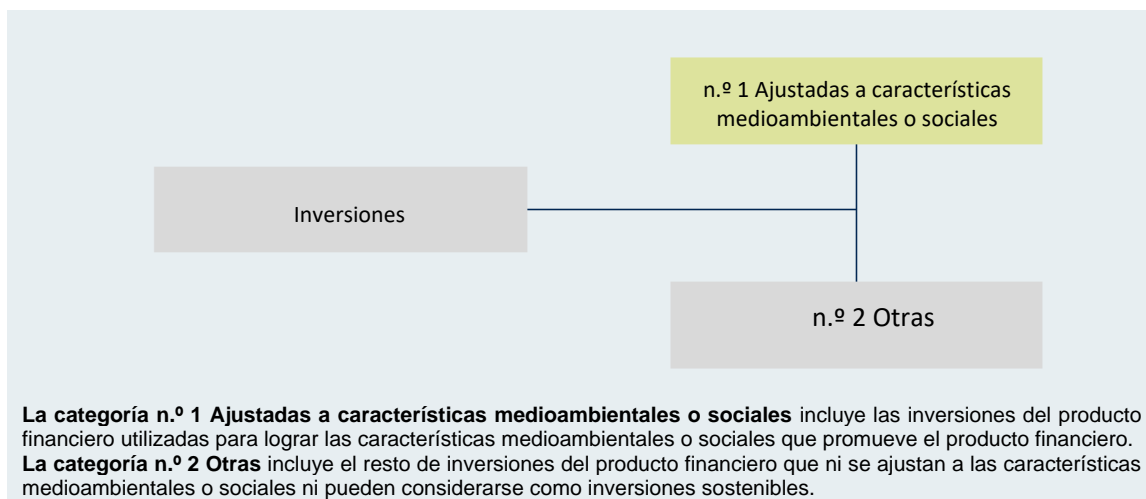 n.º 1 Ajustadas a características
medioambientales o sociales
Inversiones
n.º 2 Otras
La categoría n.º 1 Ajustadas a características medioambientales o sociales incluye las inversiones del producto
financiero utilizadas para lograr las características medioambientales o sociales que promueve el producto financiero.
La categoría n.º 2 Otras incluye el resto de inversiones del producto financiero que ni se ajustan a las características
medioambientales o sociales ni pueden considerarse como inversiones sostenibles.